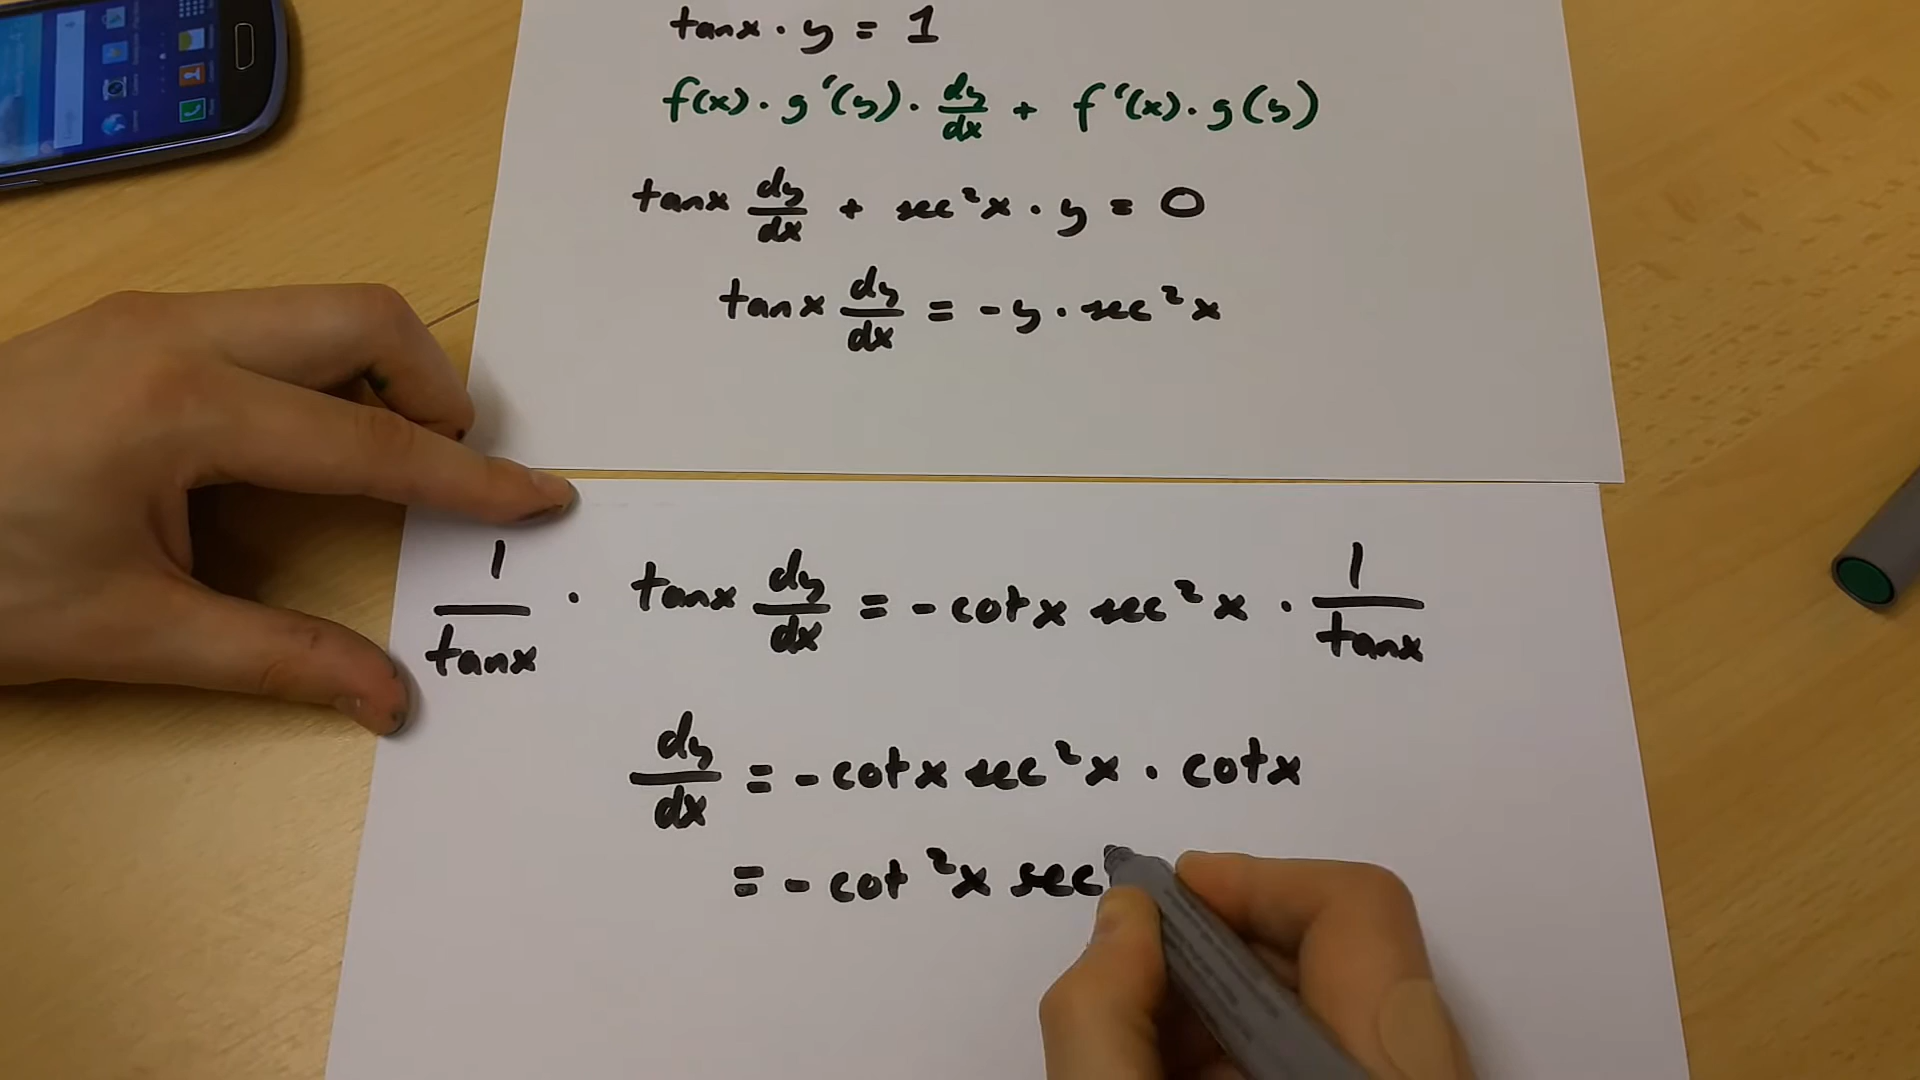 tanx · y = 1
f(x) · g'(y) · dy/dx + f'(x) · g(y)
tanx dy/dx + sec²x · y = 0
tanx dy/dx = -y · sec²x
1/tanx · tanx dy/dx = -cotx sec²x · 1/tanx
dy/dx = -cotx sec²x · cotx
= -cot²x sec